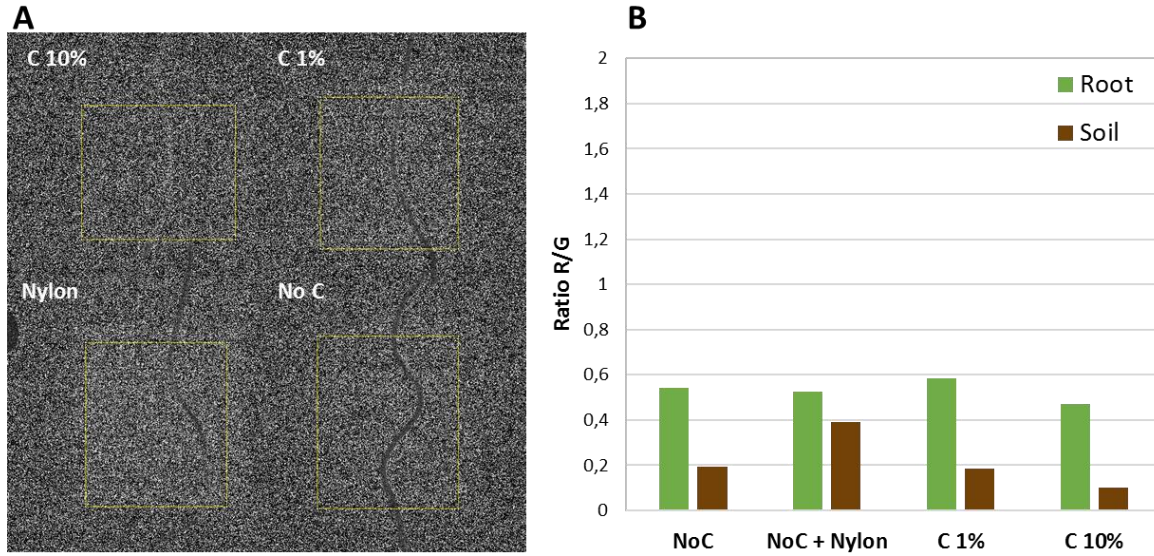 A
C 10%
C 1%
Nylon
No C
B
Ratio R/G
2
1,8
1,6
1,4
1,2
1
0,8
0,6
0,4
0,2
0
Root
Soil
NoC
NoC + Nylon
C 1%
C 10%